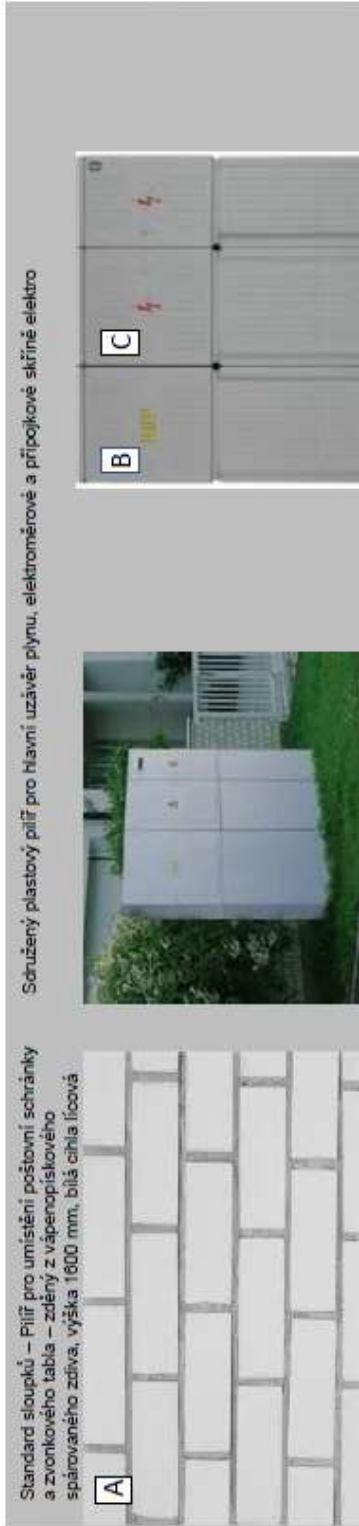 Standard sloupků – Pilíř pro umístění poštovní schránky
a zvonkového tabla – zděný z vápenopískového
spárovaného zdiva, výška 1600 mm, bílá cihla lícová
A
Sdružený plastový pilíř pro hlavní uzávěr plynu, elektroměrové a přípojkové skříně elektro
B
C